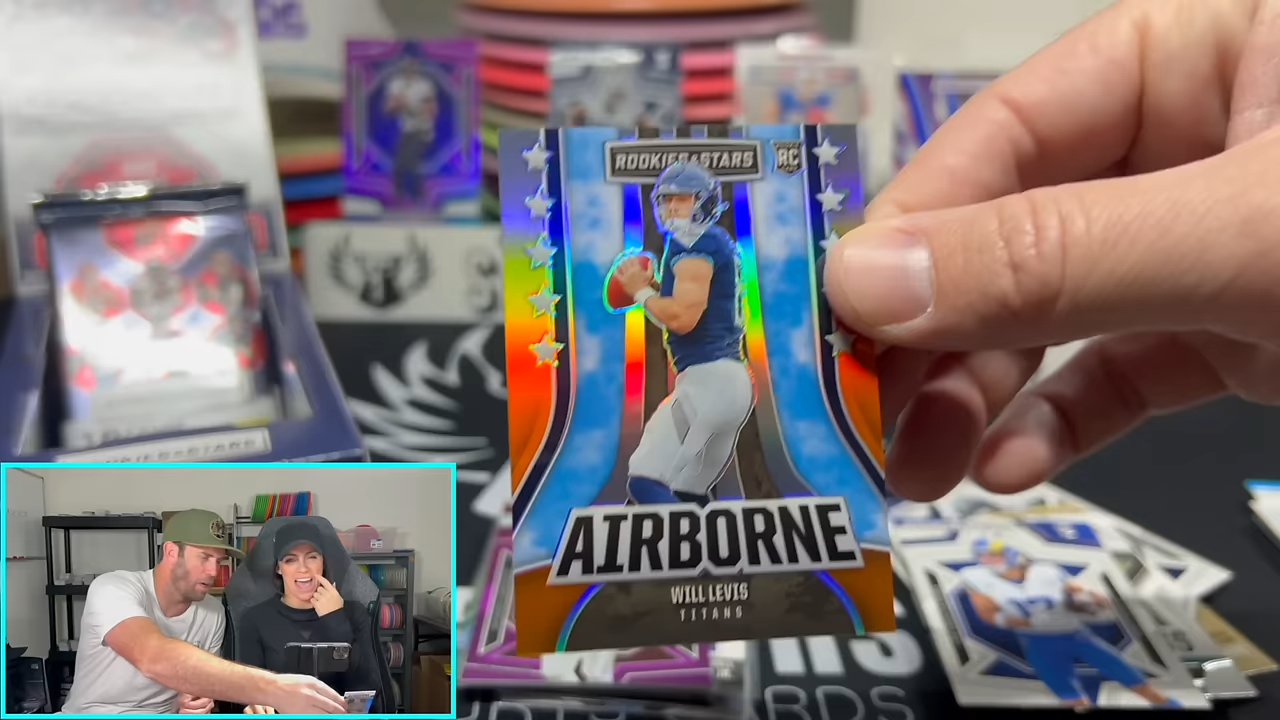 ROOKIES&STARS
RC
AIRBORNE
WILL LEVIS
TITANS